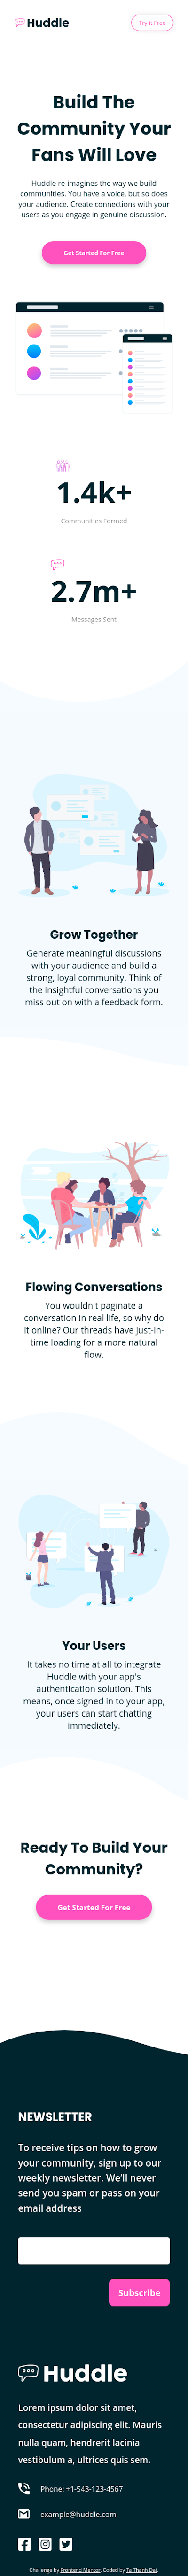 Huddle
Try it Free
Build The
Community Your
Fans Will Love
Huddle re-imagines the way we build
communities. You have a voice, but so does
your audience. Create connections with your
users as you engage in genuine discussion.
Get Started For Free
1.4k+
Communities Formed
2.7m+
Messages Sent
Grow Together
Generate meaningful discussions
with your audience and build a
strong, loyal community. Think of
the insightful conversations you
miss out on with a feedback form.
Flowing Conversations
You wouldn't paginate a
conversation in real life, so why do
it online? Our threads have just-in-
time loading for a more natural
flow.
Your Users
It takes no time at all to integrate
Huddle with your app's
authentication solution. This
means, once signed in to your app,
your users can start chatting
immediately.
Ready To Build Your
Community?
Get Started For Free
NEWSLETTER
To receive tips on how to grow
your community, sign up to our
weekly newsletter. We'll never
send you spam or pass on your
email address
Subscribe
Huddle
Lorem ipsum dolor sit amet,
consectetur adipiscing elit. Mauris
nulla quam, hendrerit lacinia
vestibulum a, ultrices quis sem.
Phone: +1-543-123-4567
example@huddle.com
Challenge by Frontend Mentor. Coded by Ta Thanh Dat.